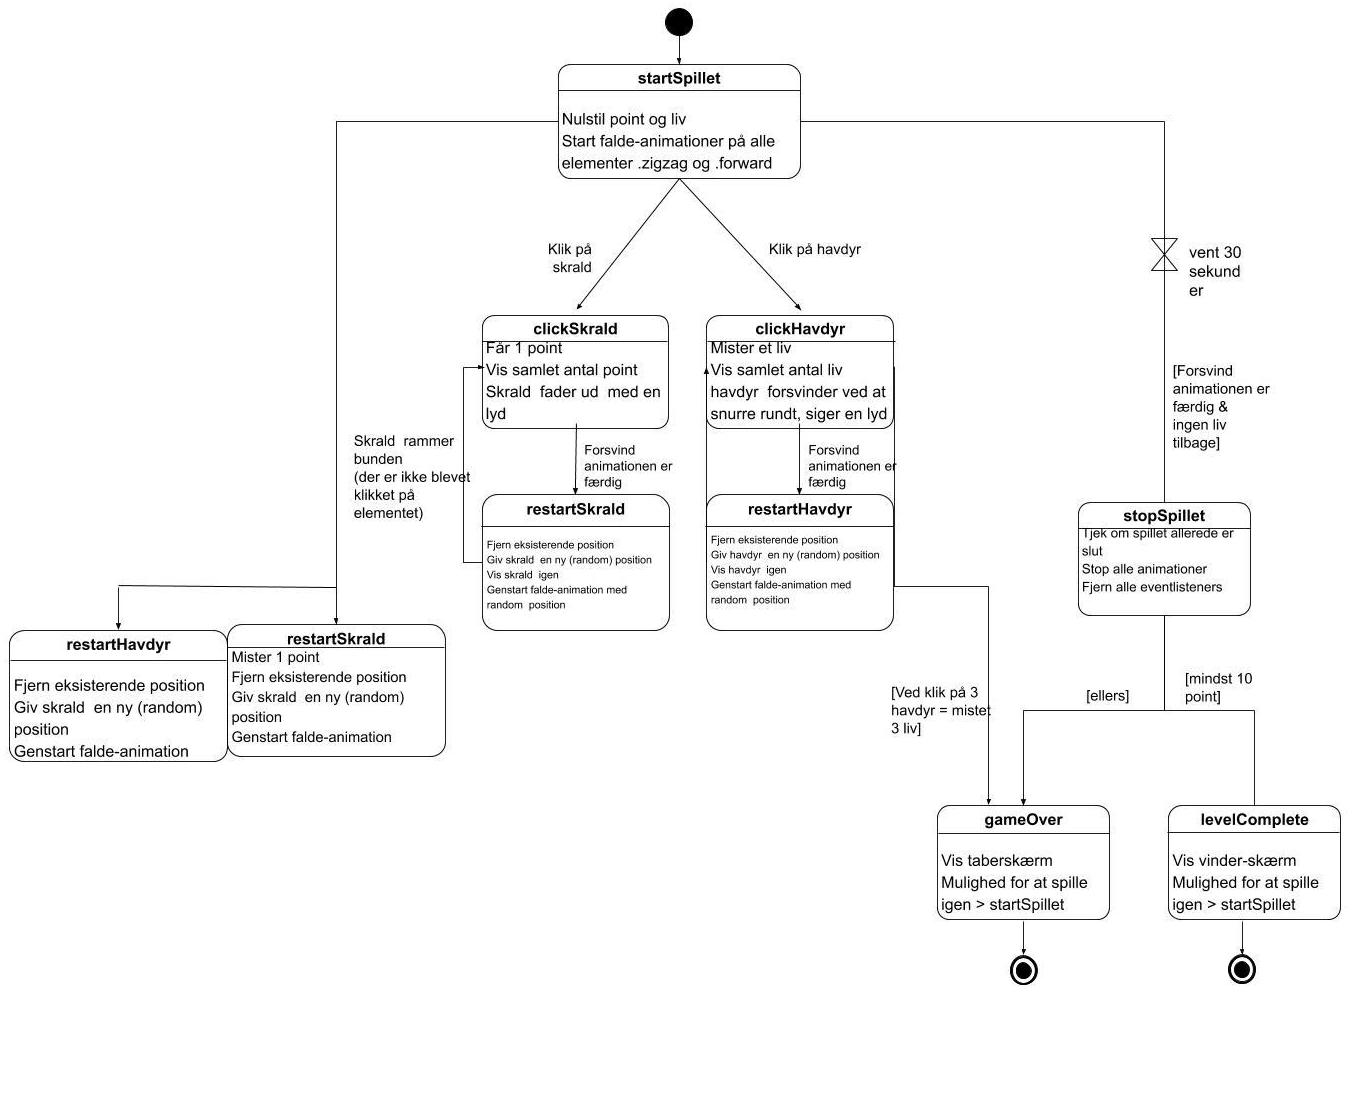 startSpillet
Nulstil point og liv
Start falde-animationer på alle
elementer .zigzag og .forward
Klik på
skrald
Klik på havdyr
vent 30
sekund
er
clickSkrald
Får 1 point
Vis samlet antal point
Skrald  fader ud  med en
lyd
clickHavdyr
Mister et liv
Vis samlet antal liv
havdyr  forsvinder ved at
snurre rundt, siger en lyd
[Forsvind
animationen er
færdig &
ingen liv
tilbage]
Skrald  rammer
bunden
(der er ikke blevet
klikket på
elementet)
Forsvind
animationen er
færdig
Forsvind
animationen er
færdig
restartSkrald
Fjern eksisterende position
Giv skrald  en ny (random) position
Vis skrald  igen
Genstart falde-animation med
random  position
restartHavdyr
Fjern eksisterende position
Giv havdyr  en ny (random) position
Vis havdyr  igen
Genstart falde-animation med
random  position
stopSpillet
Tjek om spillet allerede er
slut
Stop alle animationer
Fjern alle eventlisteners
restartHavdyr
Fjern eksisterende position
Giv skrald  en ny (random)
position
Genstart falde-animation
restartSkrald
Mister 1 point
Fjern eksisterende position
Giv skrald  en ny (random)
position
Genstart falde-animation
[Ved klik på 3
havdyr = mistet
3 liv]
[ellers]
[mindst 10
point]
gameOver
Vis taberskærm
Mulighed for at spille
igen > startSpillet
levelComplete
Vis vinder-skærm
Mulighed for at spille
igen > startSpillet